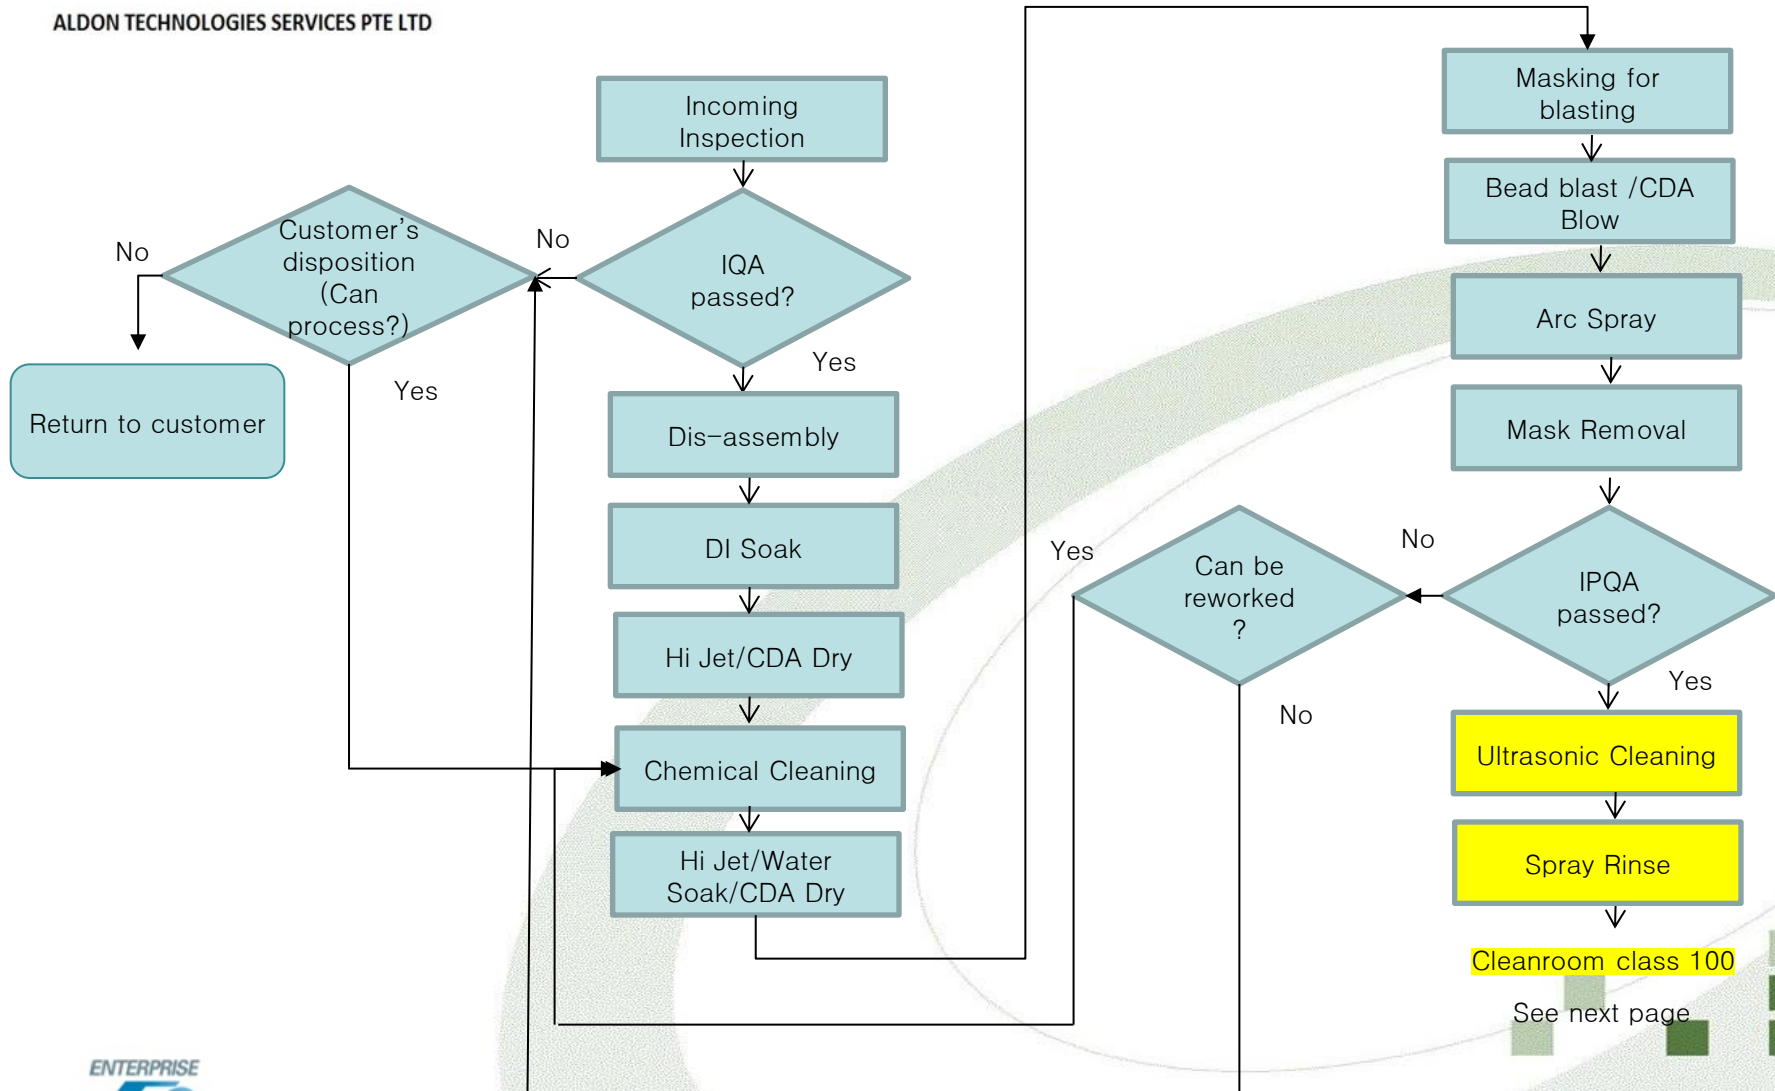 ALDON TECHNOLOGIES SERVICES PTE LTD
Incoming
Inspection
IQA
passed?
No
Yes
Customer's
disposition
(Can
process?)
No
Yes
Return to customer
Dis-assembly
DI Soak
Hi Jet/CDA Dry
Chemical Cleaning
Hi Jet/Water
Soak/CDA Dry
Masking for
blasting
Bead blast /CDA
Blow
Arc Spray
Mask Removal
IPQA
passed?
No
Yes
Can be
reworked
?
Yes
No
Ultrasonic Cleaning
Spray Rinse
Cleanroom class 100
See next page
ENTERPRISE